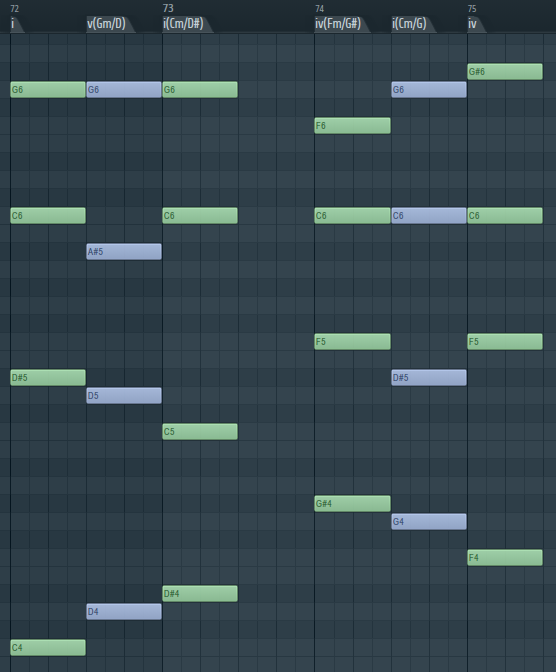 72 73 74 75
i v(Gm/D) i(Cm/D#) iv(Fm/G#) i(Cm/G) iv
G#6
G6 G6 G6 G6
F6
C6 C6 C6 C6 C6
A#5
F5 F5
D#5 D#5
D5
C5
G#4
G4
F4
D#4
D4
C4